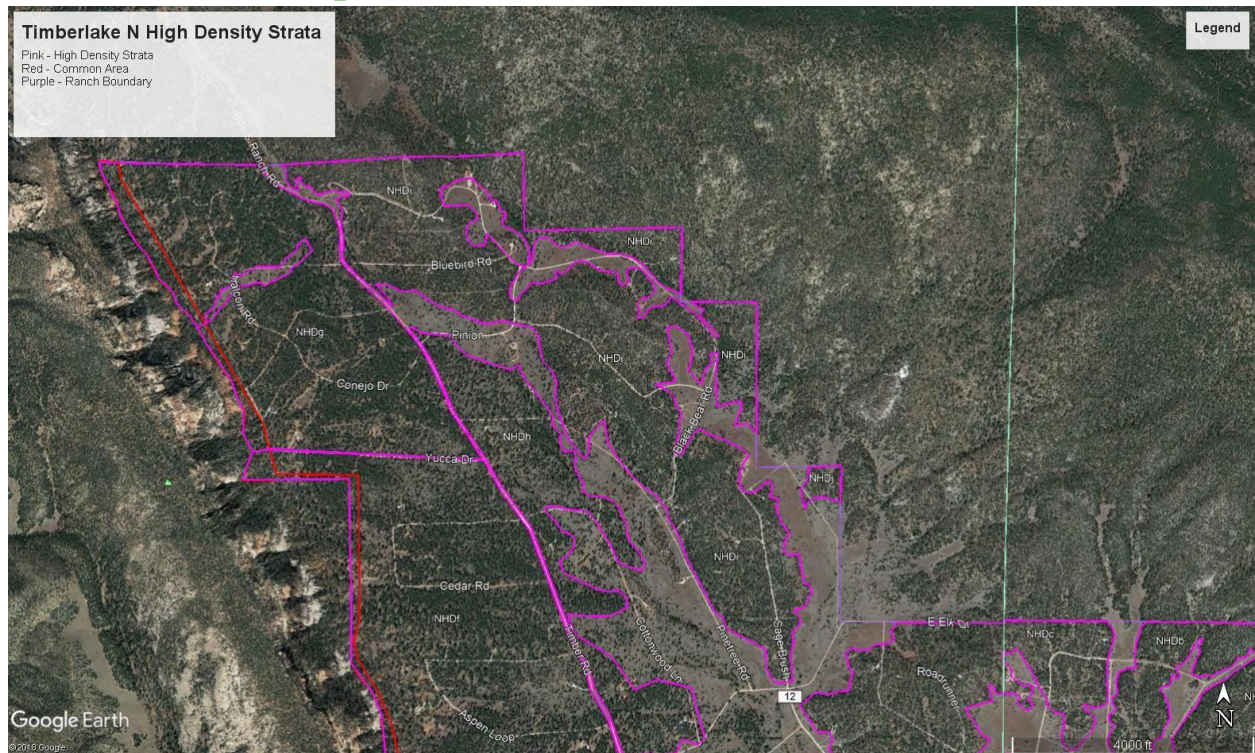 Timberlake N High Density Strata
Pink - High Density Strata
Red - Common Area
Purple - Ranch Boundary
Legend
NHDi
NHDi
Bluebird Rd
Falcon Rd
NHDg
Pinion
NHDi
NHDi
Conejo Dr
Black Bear Rd
NHDh
Yucca Dr
NHDj
NHDi
Cedar Rd
NHDf
Timber Rd
Cottonwood Ln
Pinetree Rd
Sage Brush
E Elk Dr
NHDc
NHDb
Roadrunner
12
Aspen Loop
N
Google Earth
©2016 Google
4000 ft